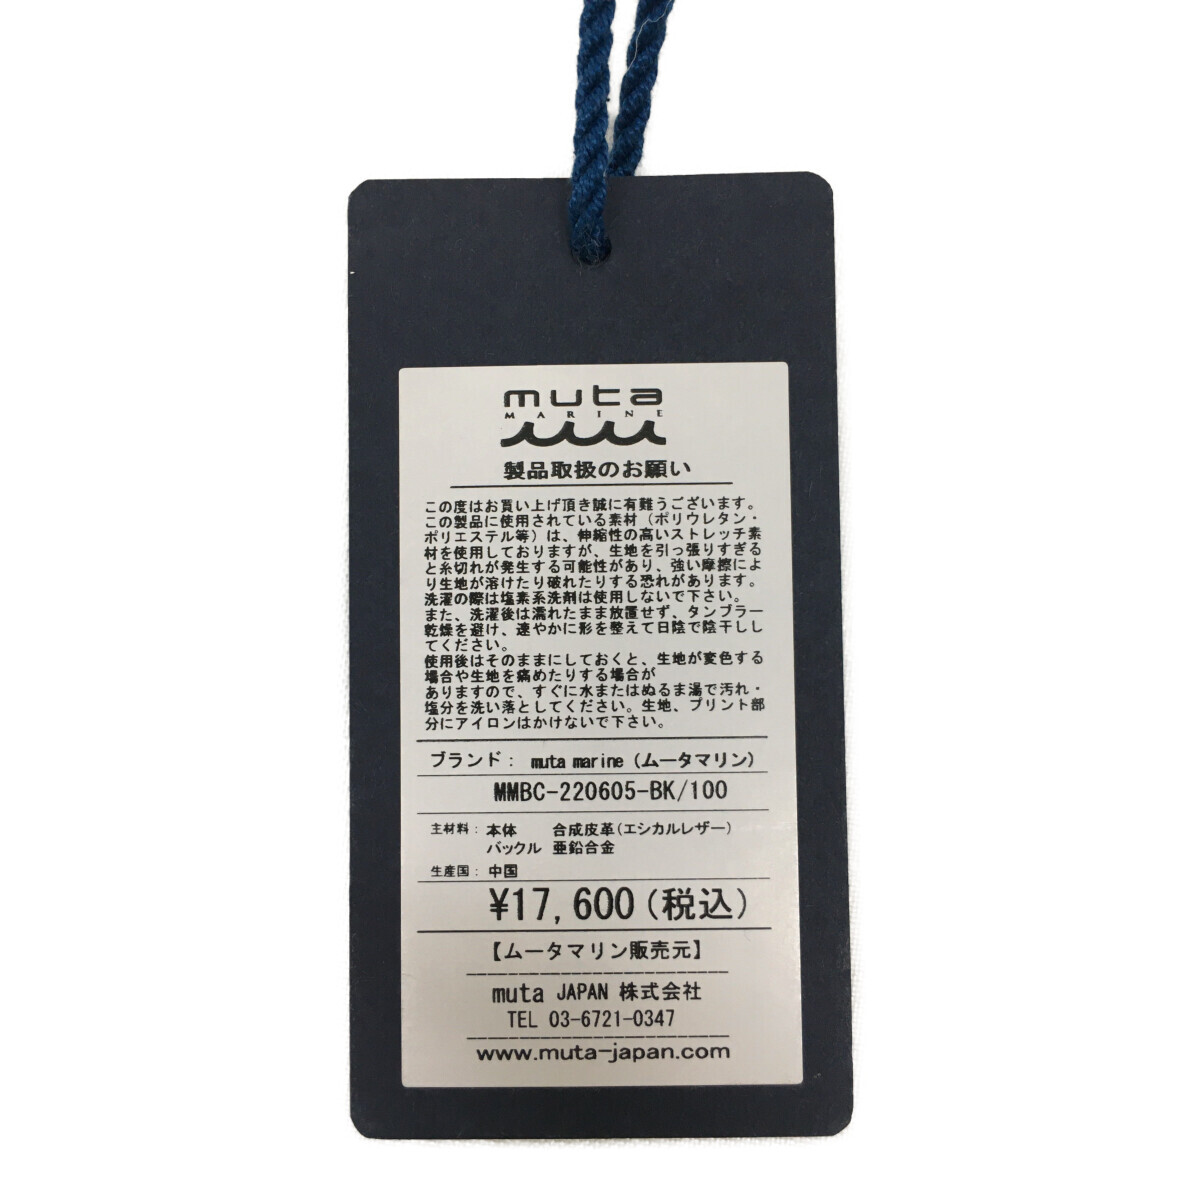 muta
MARINE
製品取扱のお願い
この度はお買い上げ頂き誠に有難うございます。
この製品に使用されている素材（ポリウレタン・
ポリエステル等）は、伸縮性の高いストレッチ素
材を使用しておりますが、生地を引っ張りすぎる
と糸切れが発生する可能性があり、強い摩擦によ
り生地が溶けたり破れたりする恐れがあります。
洗濯の際は塩素系洗剤は使用しないで下さい。
また、洗濯後は濡れたまま放置せず、タンブラー
乾燥を避け、速やかに形を整えて日陰で陰干しし
てください。
使用後はそのままにしておくと、生地が変色する
場合や生地を痛めたりする場合が
ありますので、すぐに水またはぬるま湯で汚れ・
塩分を洗い落としてください。生地、プリント部
分にアイロンはかけないで下さい。
ブランド： muta marine（ムータマリン）
MMBC-220605-BK/100
主材料： 本体 合成皮革（エシカルレザー）
バックル 亜鉛合金
生産国： 中国
¥17,600（税込）
【ムータマリン販売元】
muta JAPAN 株式会社
TEL 03-6721-0347
www.muta-japan.com